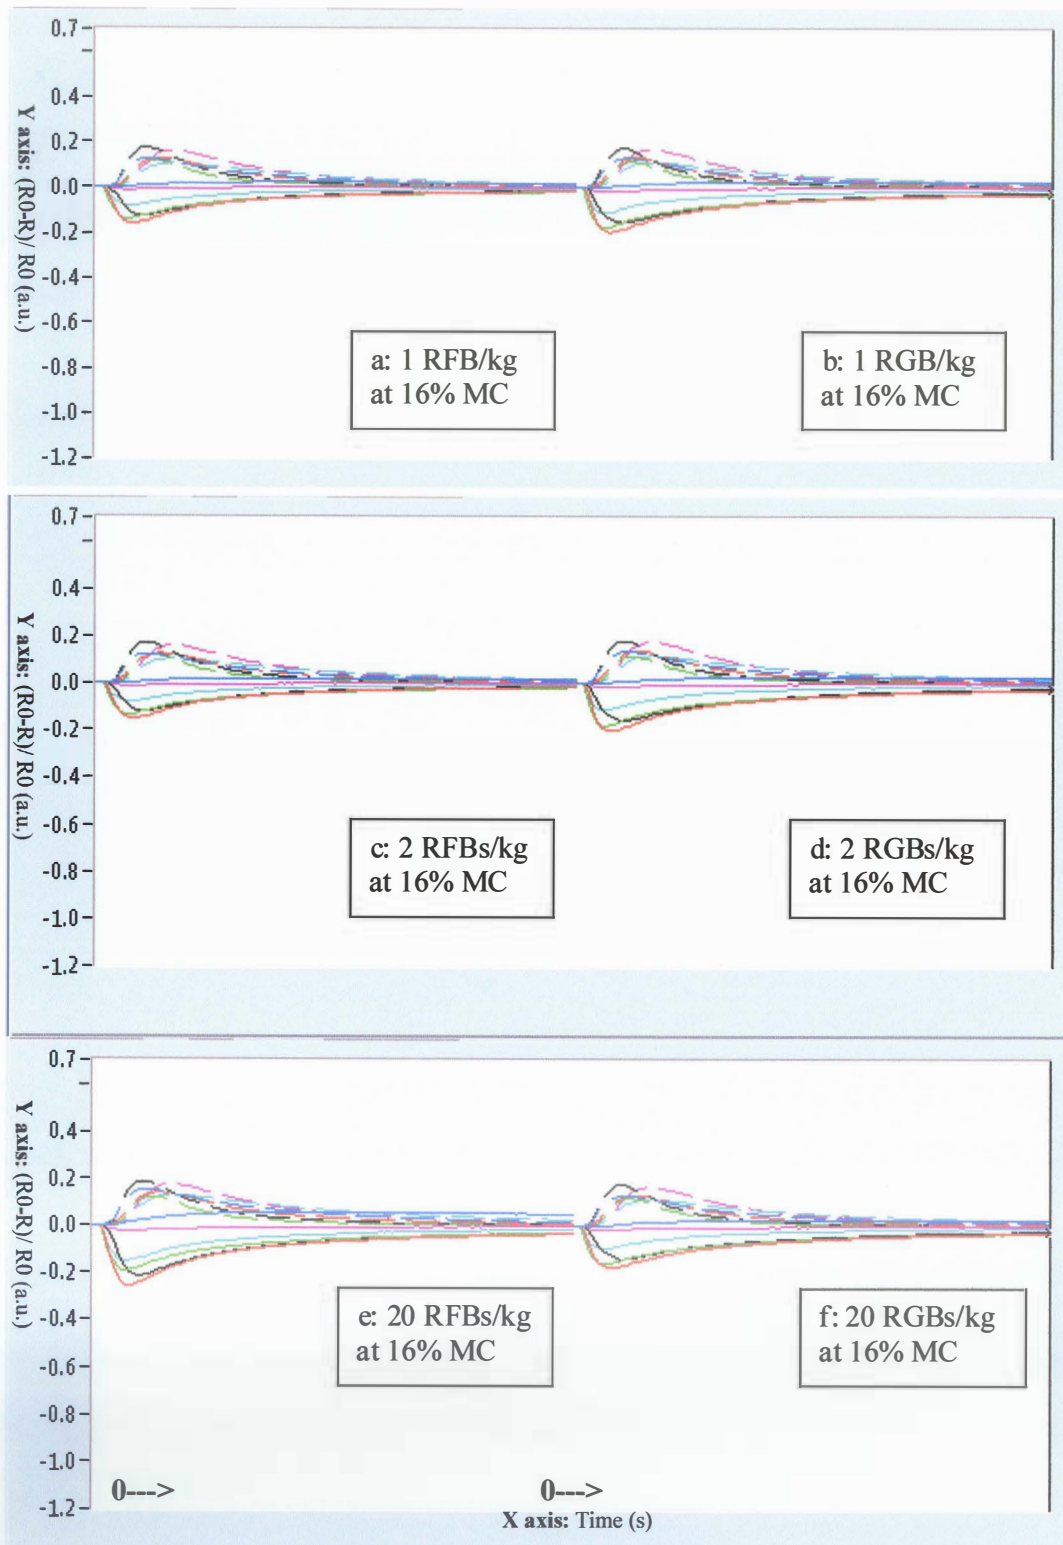 0.7
0.4
0.2
0.0
-0.2
-0.4
-0.6
-0.8
-1.0
-1.2
Y axis: (R0-R)/ R0 (a.u.)
a: 1 RFB/kg
at 16% MC
b: 1 RGB/kg
at 16% MC
0.7
0.4
0.2
0.0
-0.2
-0.4
-0.6
-0.8
-1.0
-1.2
Y axis: (R0-R)/ R0 (a.u.)
c: 2 RFBs/kg
at 16% MC
d: 2 RGBs/kg
at 16% MC
0.7
0.4
0.2
0.0
-0.2
-0.4
-0.6
-0.8
-1.0
-1.2
Y axis: (R0-R)/ R0 (a.u.)
e: 20 RFBs/kg
at 16% MC
f: 20 RGBs/kg
at 16% MC
0--->
0--->
X axis: Time (s)